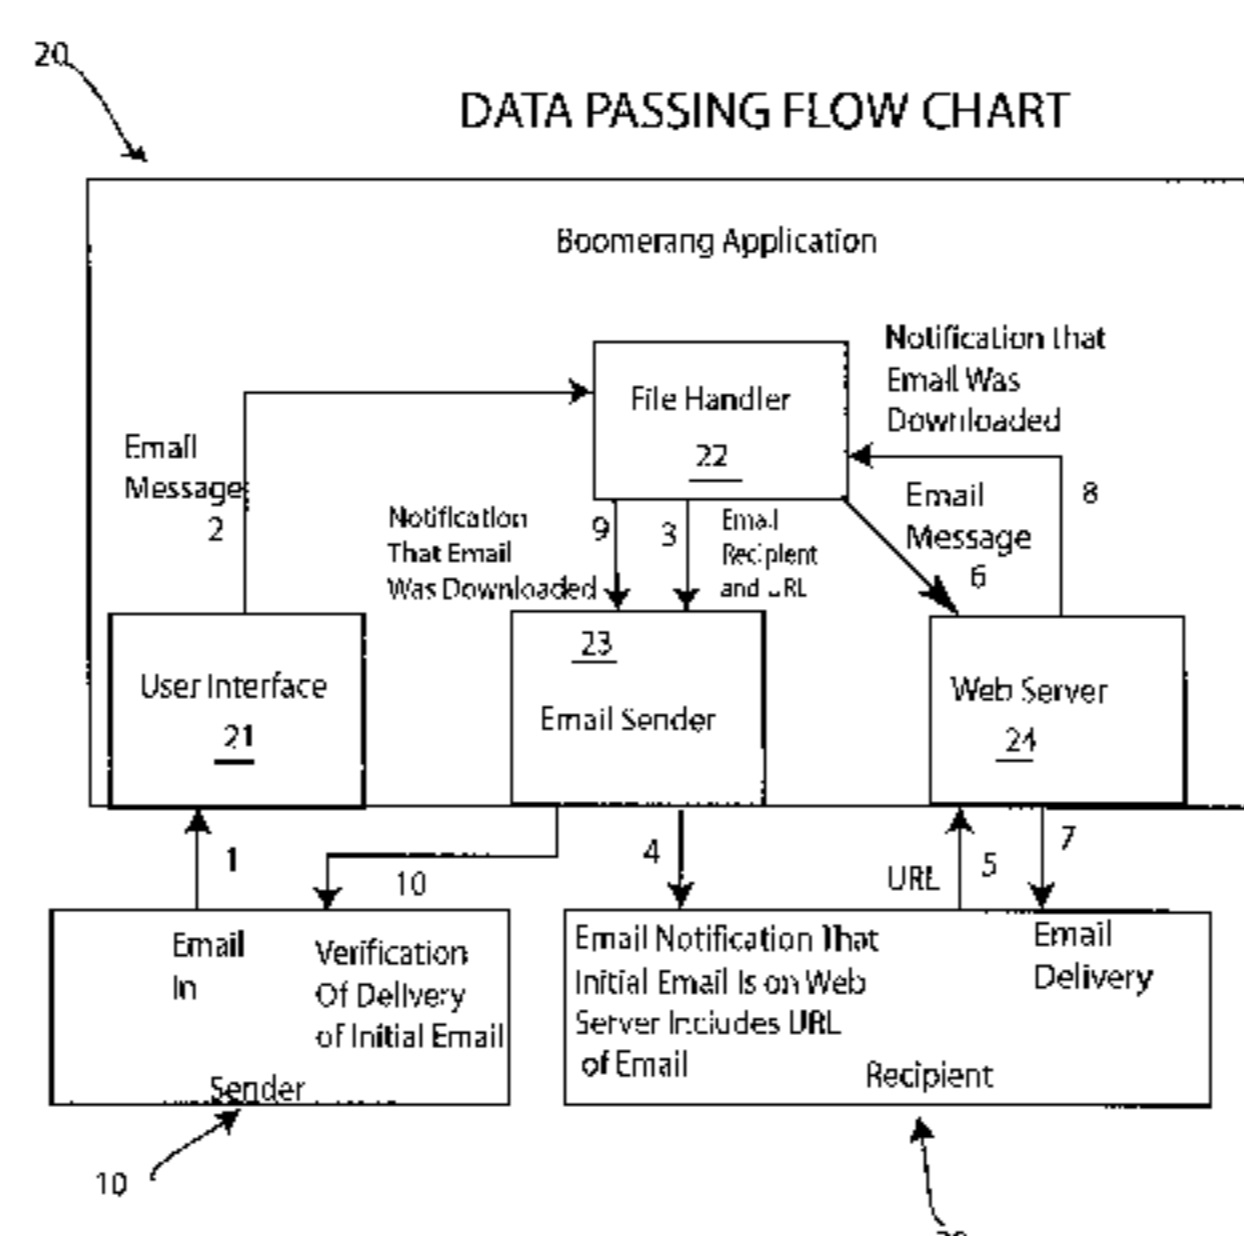 20
DATA PASSING FLOW CHART
Boomerang Application
Notification that
Email Was
Downloaded
File Handler
22
8
Email
Message
2
Email
Message
6
Notification
That Email
Was Downloaded
9
3
Email
Recipient
and URL
User Interface
21
23
Email Sender
Web Server
24
1
10
4
URL
5
7
Email
In
Verification
Of Delivery
of Initial Email
Sender
Email Notification That
Initial Email Is on Web
Server Includes URL
of Email
Email
Delivery
Recipient
10